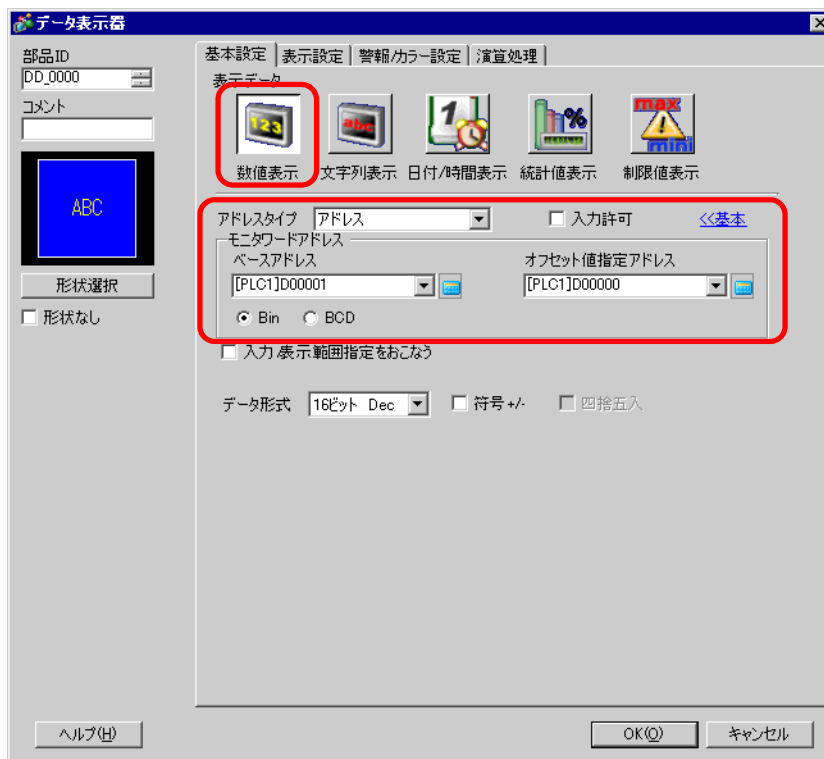 データ表示器
部品ID
DD_0000
コメント
ABC
形状選択
形状なし
基本設定 表示設定 警報/カラー設定 演算処理
表示データ
123 abc 1 % max mini
数値表示 文字列表示 日付/時間表示 統計値表示 制限値表示
アドレスタイプ アドレス 入力許可 <<基本
モニタワードアドレス
ベースアドレス オフセット値指定アドレス
[PLC1]D00001 [PLC1]D00000
Bin BCD
入力/表示範囲指定をおこなう
データ形式 16ビット Dec 符号+/- 四捨五入
ヘルプ(H) OK(O) キャンセル